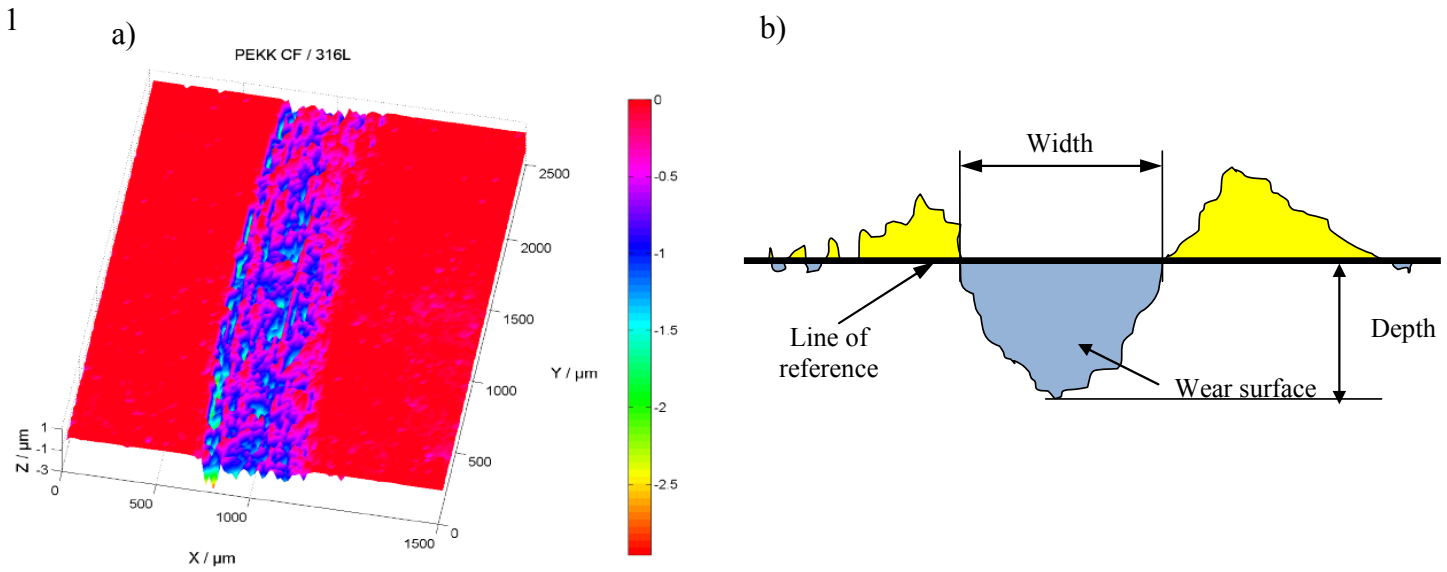 1
a)
PEKK CF / 316L
0
-0.5
-1
-1.5
-2
-2.5
2500
2000
1500
1000
500
0
Y / µm
1
-1
-3
Z / µm
0
500
1000
1500
X / µm
b)
Width
Line of
reference
Wear surface
Depth